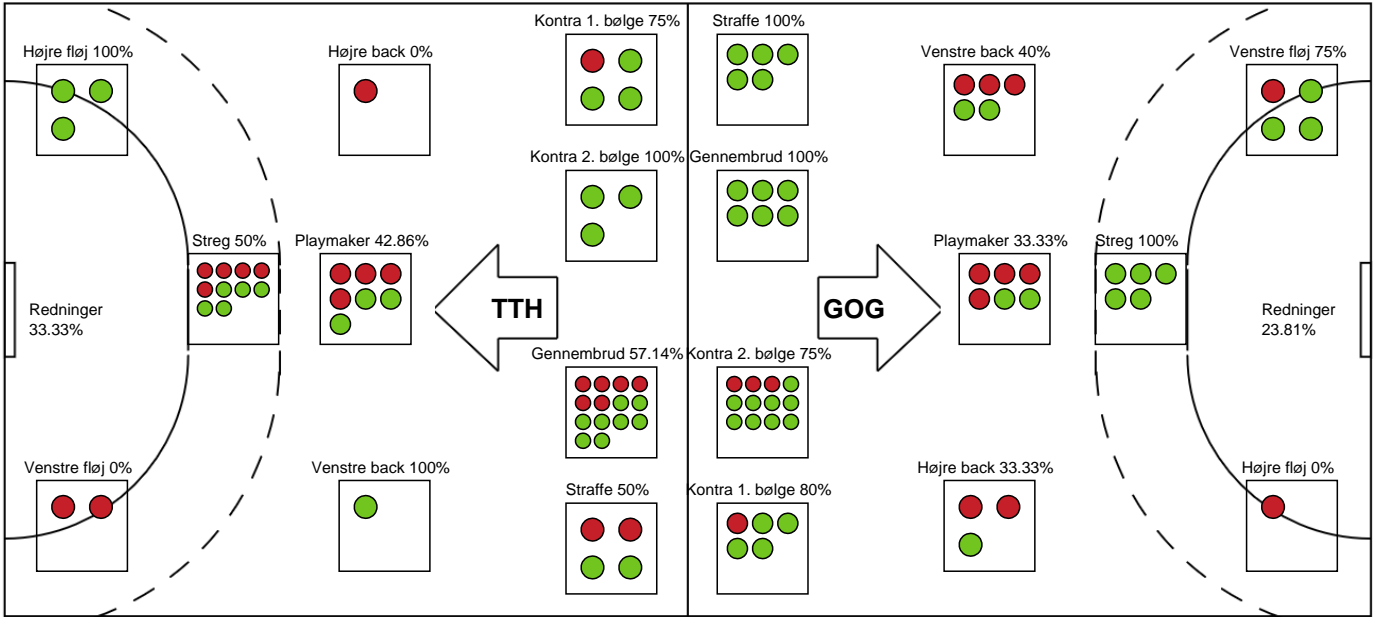 Kontra 1. bølge 75%
Straffe 100%
Højre fløj 100%
Højre back 0%
Venstre back 40%
Venstre fløj 75%
Kontra 2. bølge 100%
Gennembrud 100%
Streg 50%
Playmaker 42.86%
Playmaker 33.33%
Streg 100%
TTH
GOG
Redninger
33.33%
Redninger
23.81%
Gennembrud 57.14%
Kontra 2. bølge 75%
Venstre fløj 0%
Venstre back 100%
Højre back 33.33%
Højre fløj 0%
Straffe 50%
Kontra 1. bølge 80%